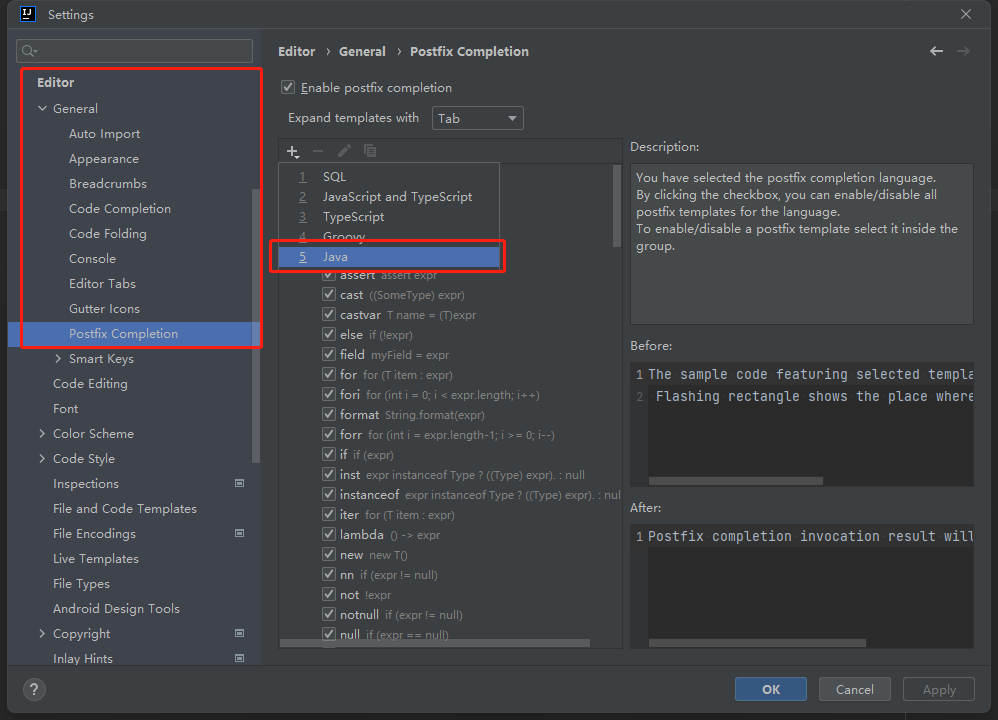 IJ Settings
Editor › General › Postfix Completion
Editor
General
Auto Import
Appearance
Breadcrumbs
Code Completion
Code Folding
Console
Editor Tabs
Gutter Icons
Postfix Completion
Smart Keys
Code Editing
Font
Color Scheme
Code Style
Inspections
File and Code Templates
File Encodings
Live Templates
File Types
Android Design Tools
Copyright
Inlay Hints
Enable postfix completion
Expand templates with Tab
1 SQL
2 JavaScript and TypeScript
3 TypeScript
4 Groovy
5 Java
assert assert expr
cast ((SomeType) expr)
castvar T name = (T)expr
else if (!expr)
field myField = expr
for for (T item : expr)
fori for (int i = 0; i < expr.length; i++)
format String.format(expr)
forr for (int i = expr.length-1; i >= 0; i--)
if if (expr)
inst expr instanceof Type ? ((Type) expr). : null
instanceof expr instanceof Type ? ((Type) expr). : nul
iter for (T item : expr)
lambda () -> expr
new new T()
nn if (expr != null)
not !expr
notnull if (expr != null)
null if (expr == null)
Description:
You have selected the postfix completion language.
By clicking the checkbox, you can enable/disable all
postfix templates for the language.
To enable/disable a postfix template select it inside the
group.
Before:
1 The sample code featuring selected templa
2 Flashing rectangle shows the place where
After:
1 Postfix completion invocation result will
?
OK Cancel Apply